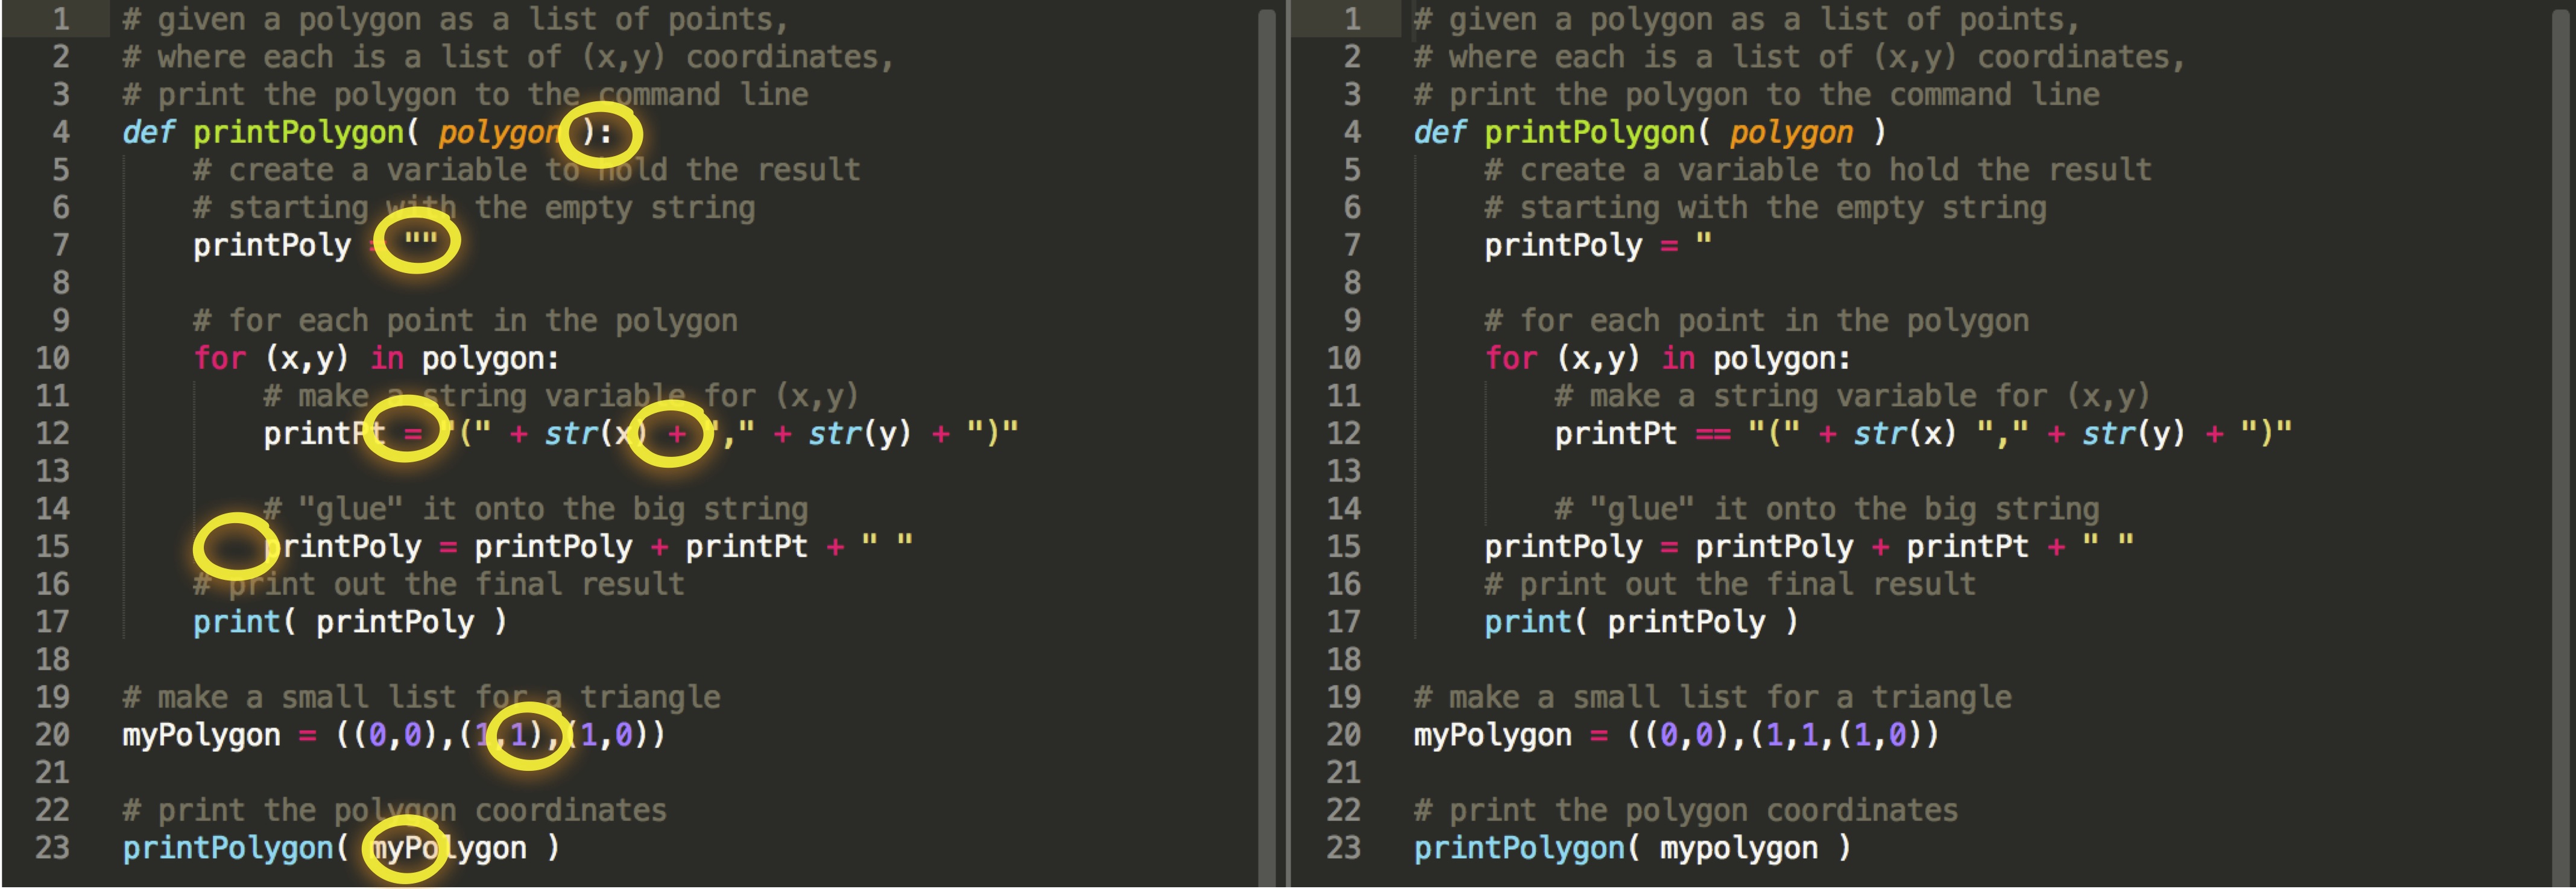 1 # given a polygon as a list of points,
2 # where each is a list of (x,y) coordinates,
3 # print the polygon to the command line
4 def printPolygon( polygon ):
5     # create a variable to hold the result
6     # starting with the empty string
7     printPoly = ""
8
9     # for each point in the polygon
10     for (x,y) in polygon:
11         # make a string variable for (x,y)
12         printPt = "(" + str(x) + "," + str(y) + ")"
13
14         # "glue" it onto the big string
15         printPoly = printPoly + printPt + " "
16     # print out the final result
17     print( printPoly )
18
19 # make a small list for a triangle
20 myPolygon = ((0,0),(1,1),(1,0))
21
22 # print the polygon coordinates
23 printPolygon( myPolygon )
1 # given a polygon as a list of points,
2 # where each is a list of (x,y) coordinates,
3 # print the polygon to the command line
4 def printPolygon( polygon )
5     # create a variable to hold the result
6     # starting with the empty string
7     printPoly = "
8
9     # for each point in the polygon
10     for (x,y) in polygon:
11         # make a string variable for (x,y)
12         printPt == "(" + str(x) "," + str(y) + ")"
13
14         # "glue" it onto the big string
15     printPoly = printPoly + printPt + " "
16     # print out the final result
17     print( printPoly )
18
19 # make a small list for a triangle
20 myPolygon = ((0,0),(1,1,(1,0))
21
22 # print the polygon coordinates
23 printPolygon( mypolygon )